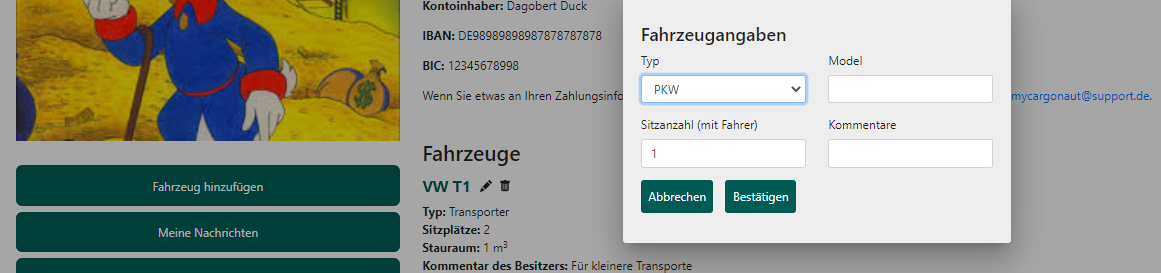 Kontoinhaber: Dagobert Duck
IBAN: DE98989898987878787878
BIC: 12345678998
Wenn Sie etwas an Ihren Zahlungsinfo
mycargonaut@support.de.
Fahrzeuge
VW T1
Typ: Transporter
Sitzplätze: 2
Stauraum: 1 m³
Kommentar des Besitzers: Für kleinere Transporte
Fahrzeug hinzufügen
Meine Nachrichten
Fahrzeugangaben
Typ Model
PKW
Sitzanzahl (mit Fahrer) Kommentare
1
Abbrechen Bestätigen